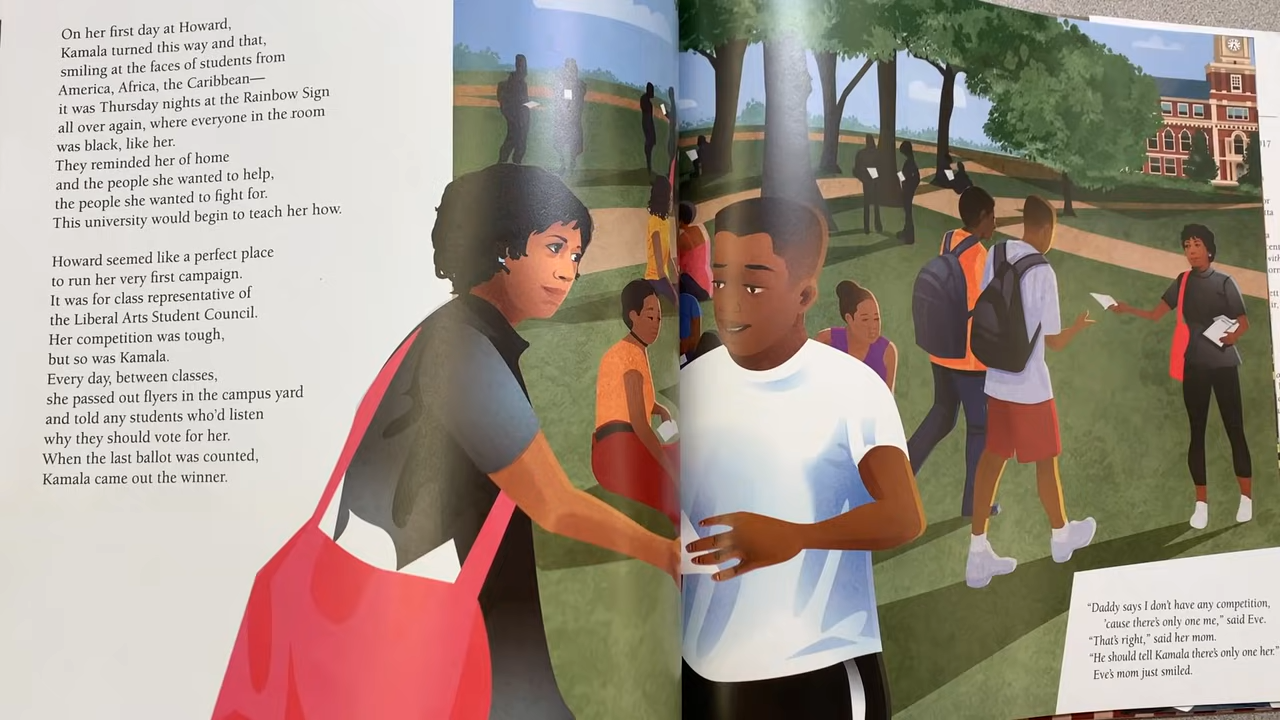 On her first day at Howard,
Kamala turned this way and that,
smiling at the faces of students from
America, Africa, the Caribbean—
it was Thursday nights at the Rainbow Sign
all over again, where everyone in the room
was black, like her.
They reminded her of home
and the people she wanted to help,
the people she wanted to fight for.
This university would begin to teach her how.
Howard seemed like a perfect place
to run her very first campaign.
It was for class representative of
the Liberal Arts Student Council.
Her competition was tough,
but so was Kamala.
Every day, between classes,
she passed out flyers in the campus yard
and told any students who'd listen
why they should vote for her.
When the last ballot was counted,
Kamala came out the winner.
“Daddy says I don't have any competition,
'cause there's only one me,” said Eve.
“That's right,” said her mom.
“He should tell Kamala there's only one her.”
Eve's mom just smiled.